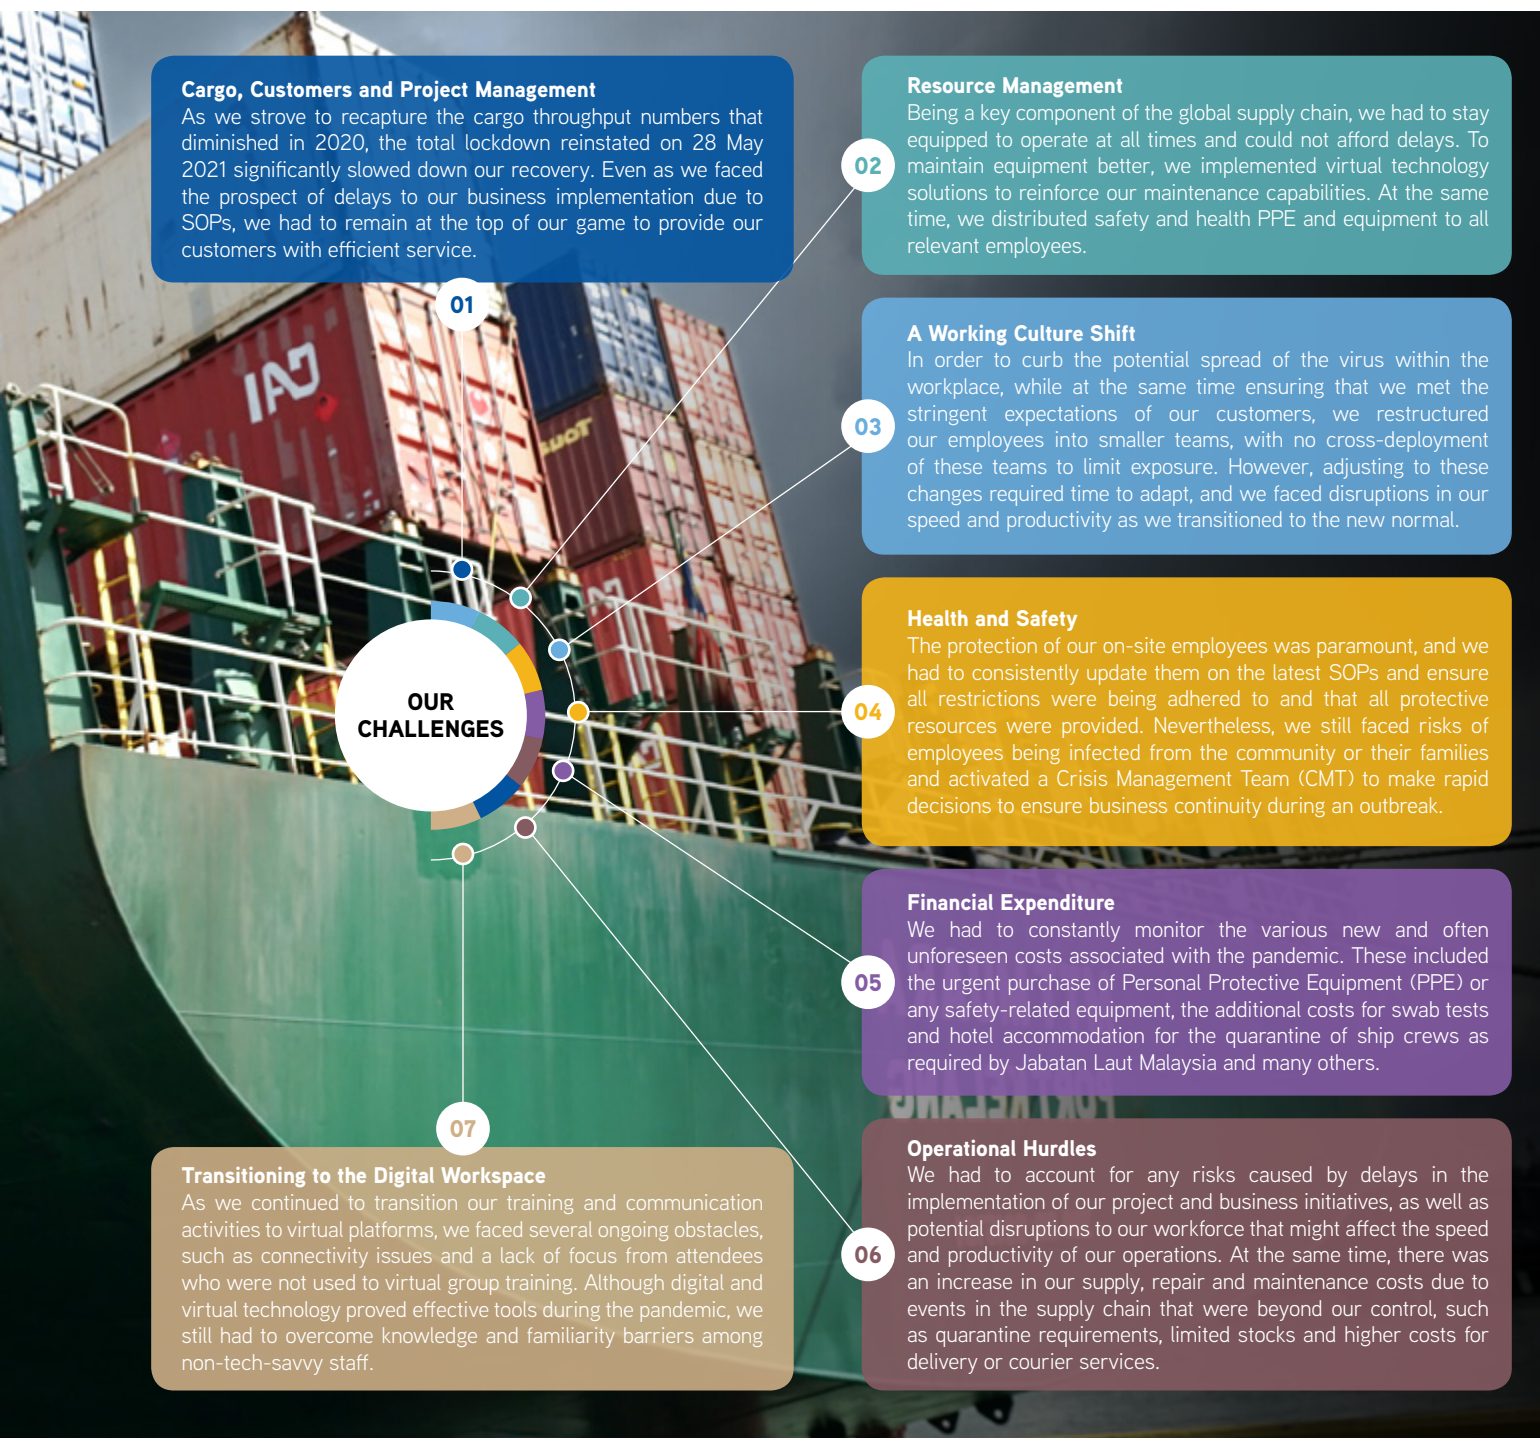 Cargo, Customers and Project Management
As we strove to recapture the cargo throughput numbers that
diminished in 2020, the total lockdown reinstated on 28 May
2021 significantly slowed down our recovery. Even as we faced
the prospect of delays to our business implementation due to
SOPs, we had to remain at the top of our game to provide our
customers with efficient service.
01
Resource Management
Being a key component of the global supply chain, we had to stay
equipped to operate at all times and could not afford delays. To
maintain equipment better, we implemented virtual technology
solutions to reinforce our maintenance capabilities. At the same
time, we distributed safety and health PPE and equipment to all
relevant employees.
02
A Working Culture Shift
In order to curb the potential spread of the virus within the
workplace, while at the same time ensuring that we met the
stringent expectations of our customers, we restructured
our employees into smaller teams, with no cross-deployment
of these teams to limit exposure. However, adjusting to these
changes required time to adapt, and we faced disruptions in our
speed and productivity as we transitioned to the new normal.
03
OUR
CHALLENGES
Health and Safety
The protection of our on-site employees was paramount, and we
had to consistently update them on the latest SOPs and ensure
all restrictions were being adhered to and that all protective
resources were provided. Nevertheless, we still faced risks of
employees being infected from the community or their families
and activated a Crisis Management Team (CMT) to make rapid
decisions to ensure business continuity during an outbreak.
04
Financial Expenditure
We had to constantly monitor the various new and often
unforeseen costs associated with the pandemic. These included
the urgent purchase of Personal Protective Equipment (PPE) or
any safety-related equipment, the additional costs for swab tests
and hotel accommodation for the quarantine of ship crews as
required by Jabatan Laut Malaysia and many others.
05
Operational Hurdles
We had to account for any risks caused by delays in the
implementation of our project and business initiatives, as well as
potential disruptions to our workforce that might affect the speed
and productivity of our operations. At the same time, there was
an increase in our supply, repair and maintenance costs due to
events in the supply chain that were beyond our control, such
as quarantine requirements, limited stocks and higher costs for
delivery or courier services.
06
07
Transitioning to the Digital Workspace
As we continued to transition our training and communication
activities to virtual platforms, we faced several ongoing obstacles,
such as connectivity issues and a lack of focus from attendees
who were not used to virtual group training. Although digital and
virtual technology proved effective tools during the pandemic, we
still had to overcome knowledge and familiarity barriers among
non-tech-savvy staff.